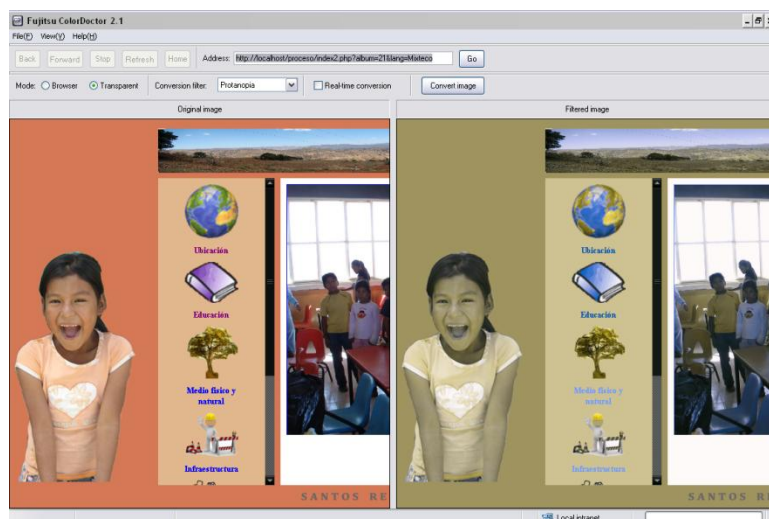 Fujitsu ColorDoctor 2.1
File(F) View(V) Help(H)
Back Forward Stop Refresh Home Address: http://localhost/proceso/index2.php?album=21&lang=Mixteco Go
Mode: Browser Transparent Conversion filter: Protanopia Real-time conversion Convert image
Original image Filtered image
Ubicación Ubicación
Educación Educación
Medio físico y Medio físico y
natural natural
Infraestructura Infraestructura
SANTOS RE SANTOS RE
Local intranet